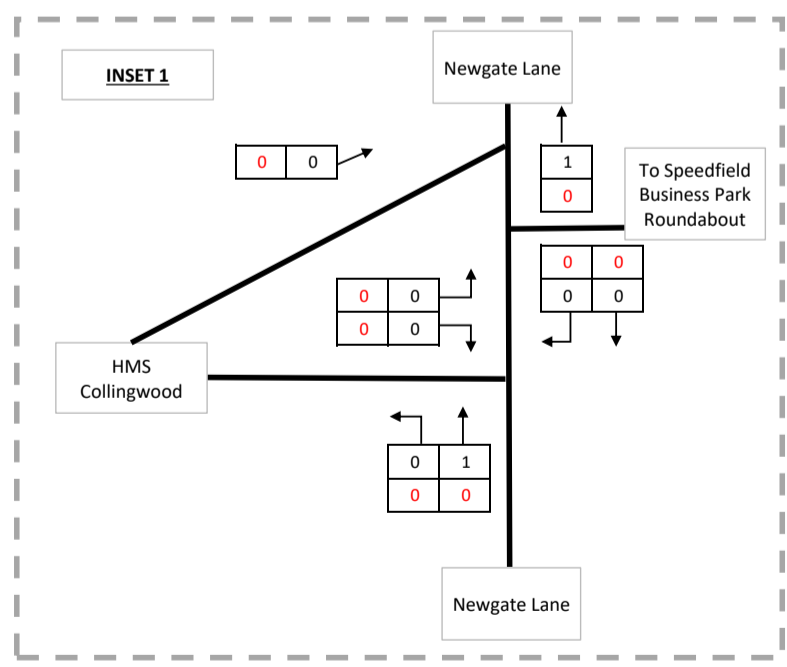 INSET 1
Newgate Lane
0 0
1
0
To Speedfield
Business Park
Roundabout
0 0
0 0
0 0
0 0
HMS
Collingwood
0 1
0 0
Newgate Lane